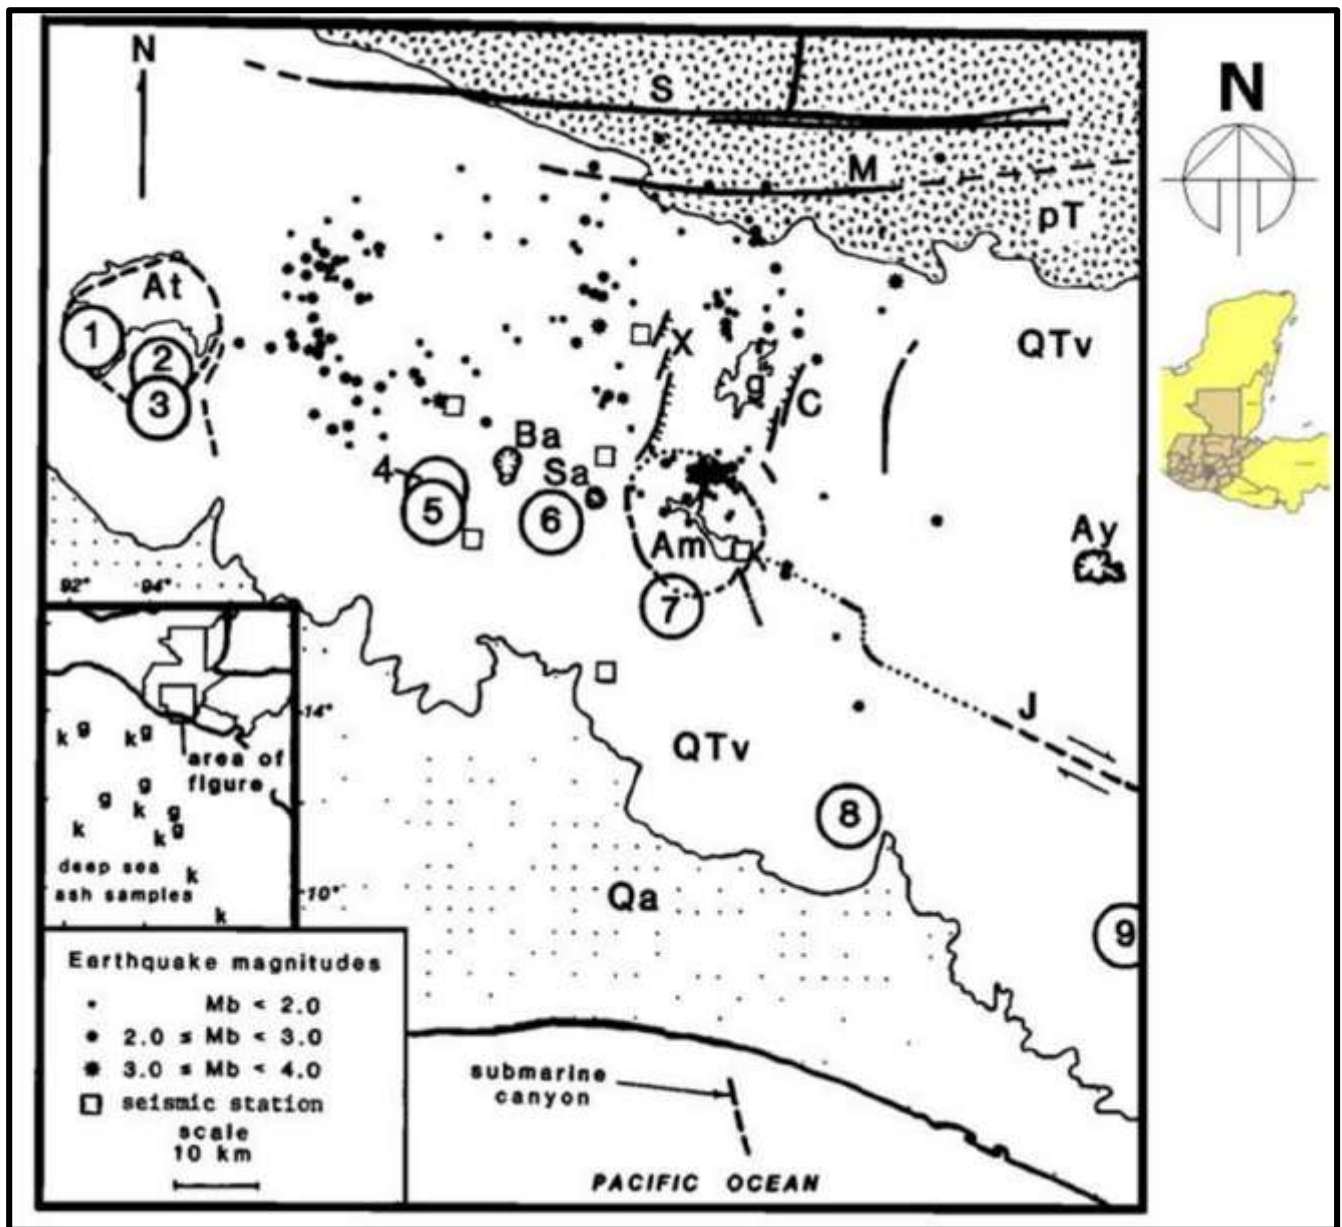 N
S
M
pT
At
1
2
3
X
g
C
QTv
Ba
Sa
4
5
6
Am
7
Ay
92°
94°
14°
10°
k g
kg
area of
figure
g
g
k
g
k
k
g
deep sea
ash samples
k
k
J
QTv
8
Qa
9
Earthquake magnitudes
Mb < 2.0
2.0 ≤ Mb < 3.0
3.0 ≤ Mb < 4.0
seismic station
scale
10 km
submarine
canyon
PACIFIC OCEAN
N